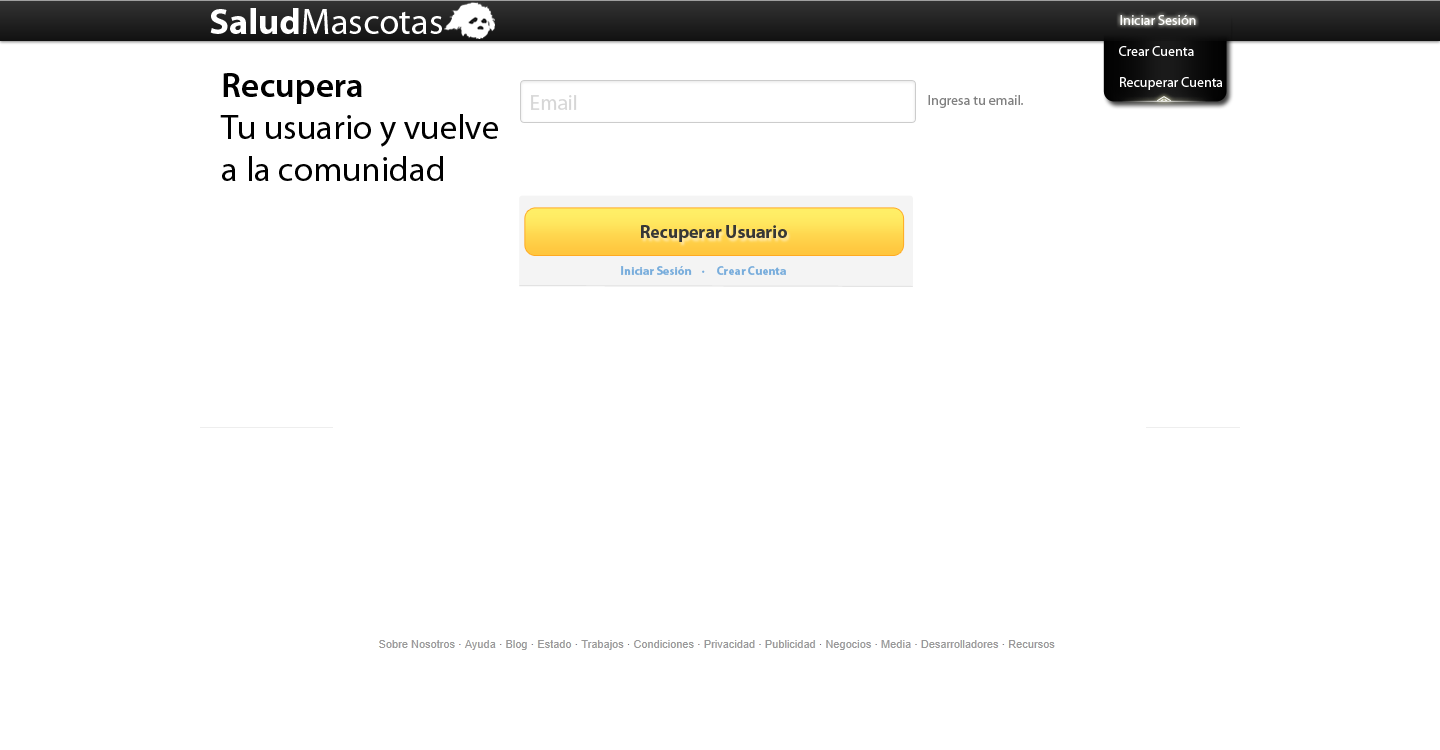 SaludMascotas
Iniciar Sesión
Crear Cuenta
Recuperar Cuenta
Recupera
Tu usuario y vuelve
a la comunidad
Email
Ingresa tu email.
Recuperar Usuario
Iniciar Sesión · Crear Cuenta
Sobre Nosotros · Ayuda · Blog · Estado · Trabajos · Condiciones · Privacidad · Publicidad · Negocios · Media · Desarrolladores · Recursos